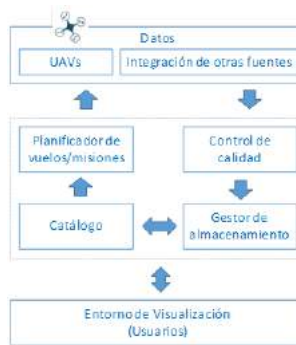 Datos
UAVs
Integración de otras fuentes
Planificador de
vuelos/misiones
Control de
calidad
Catálogo
Gestor de
almacenamiento
Entorno de Visualización
(Usuarios)